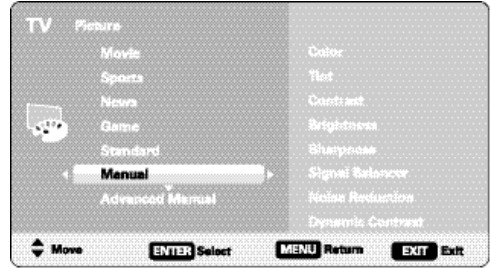 TV Picture
Movie
Sports
News
Game
Standard
Manual
Advanced Manual
Color
Tint
Contrast
Brightness
Sharpness
Signal Balancer
Noise Reduction
Dynamic Contrast
Move ENTER Select MENU Return EXIT Exit